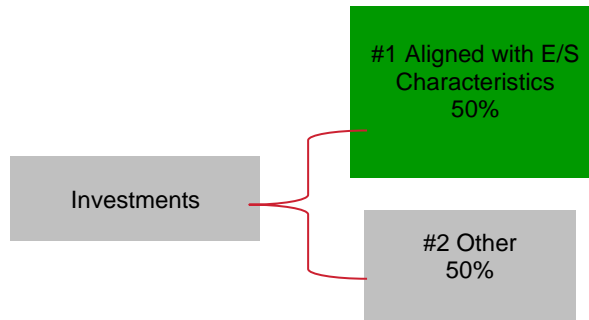 #1 Aligned with E/S
Characteristics
50%
Investments
#2 Other
50%